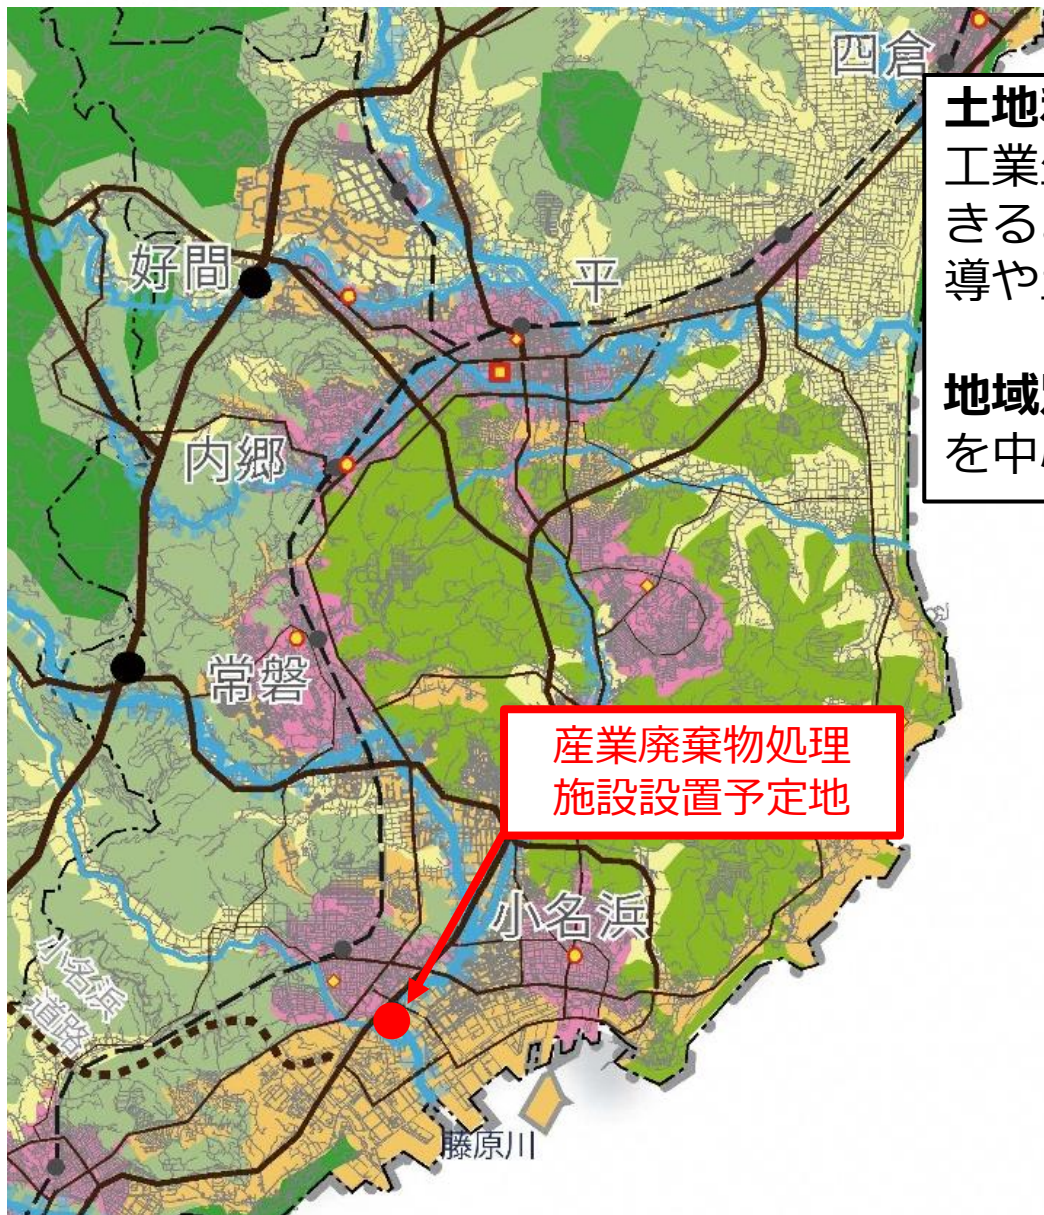 四倉
土地
工業
きる
導や
地域
を中
好間
平
内郷
常磐
産業廃棄物処理
施設設置予定地
小名浜
小名浜
道路
藤原川